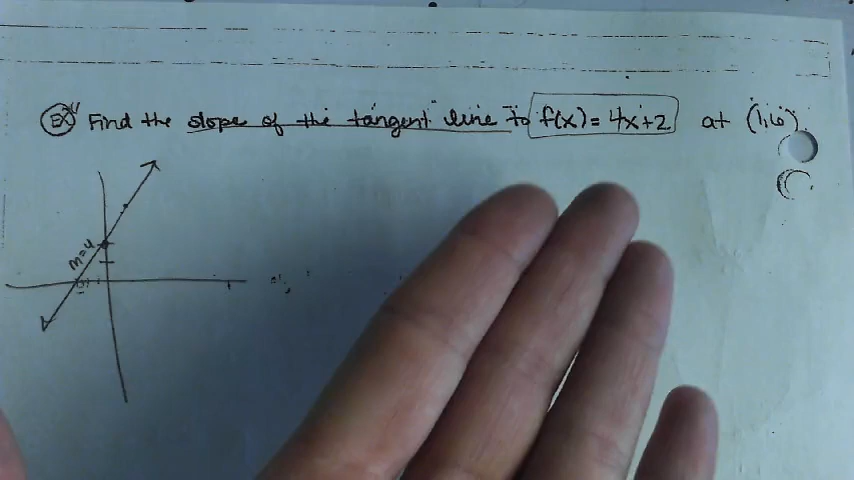 EX Find the slope of the tangent line to f(x) = 4x+2 at (1,6)
m=4